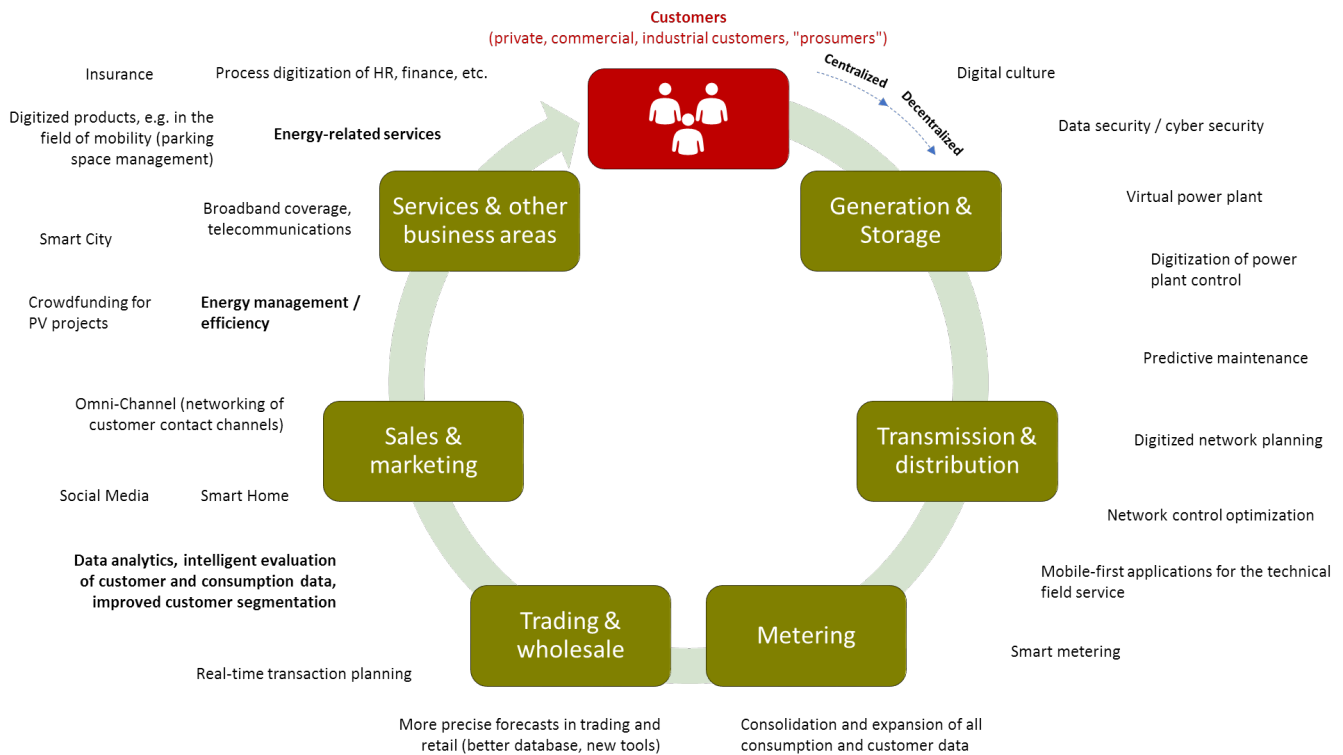 Customers
(private, commercial, industrial customers, "prosumers")
Insurance
Process digitization of HR, finance, etc.
Centralized
Decentralized
Digital culture
Digitized products, e.g. in the
field of mobility (parking
space management)
Energy-related services
Data security / cyber security
Services & other
business areas
Generation &
Storage
Virtual power plant
Broadband coverage,
telecommunications
Smart City
Digitization of power
plant control
Crowdfunding for
PV projects
Energy management /
efficiency
Predictive maintenance
Omni-Channel (networking of
customer contact channels)
Sales &
marketing
Transmission &
distribution
Digitized network planning
Social Media
Smart Home
Network control optimization
Data analytics, intelligent evaluation
of customer and consumption data,
improved customer segmentation
Mobile-first applications for the technical
field service
Trading &
wholesale
Metering
Smart metering
Real-time transaction planning
More precise forecasts in trading and
retail (better database, new tools)
Consolidation and expansion of all
consumption and customer data